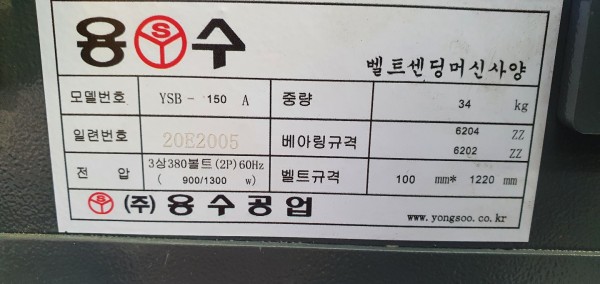 용 수
벨트센딩머신사양
모델번호 YSB - 150 A 중량 34 kg
일련번호 20E2005 베아링규격 6204 ZZ
6202 ZZ
전 압 3상380볼트(2P)60Hz
( 900/1300 w) 벨트규격 100 mm* 1220 mm
(주) 용 수 공 업 www.yongsoo.co.kr